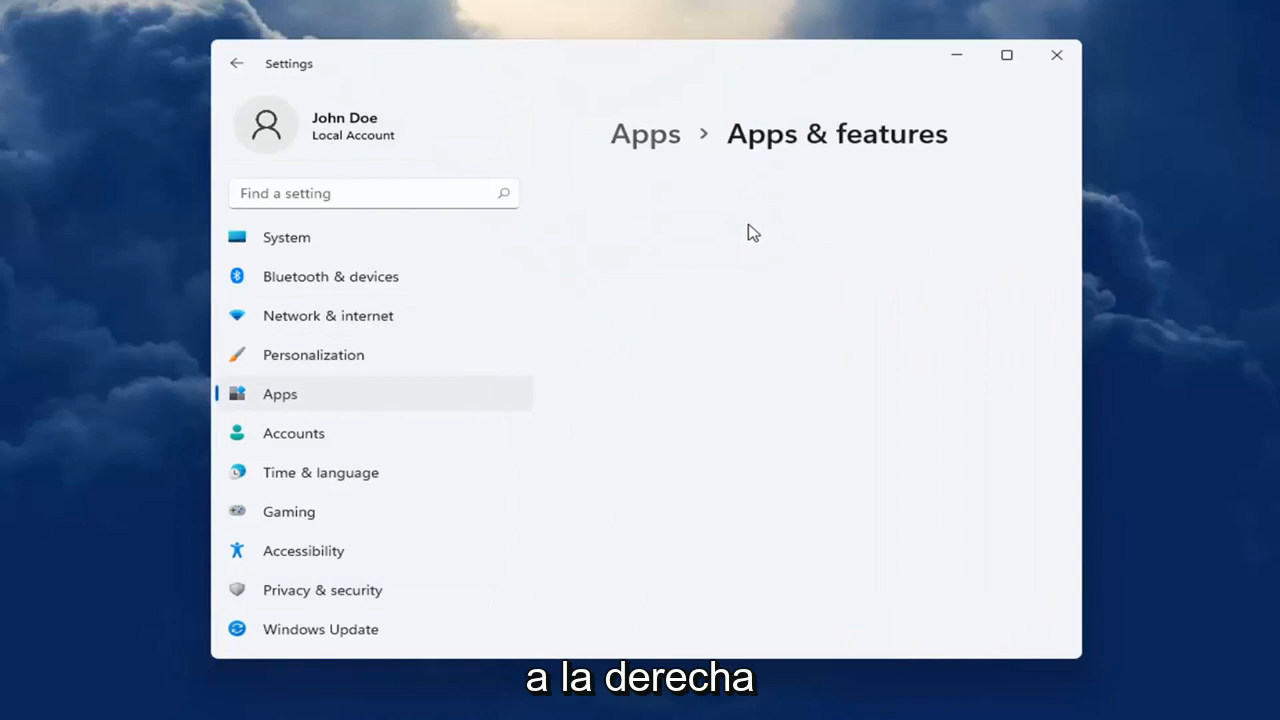 Settings
John Doe
Local Account
Find a setting
System
Bluetooth & devices
Network & internet
Personalization
Apps
Accounts
Time & language
Gaming
Accessibility
Privacy & security
Windows Update
Apps > Apps & features
a la derecha